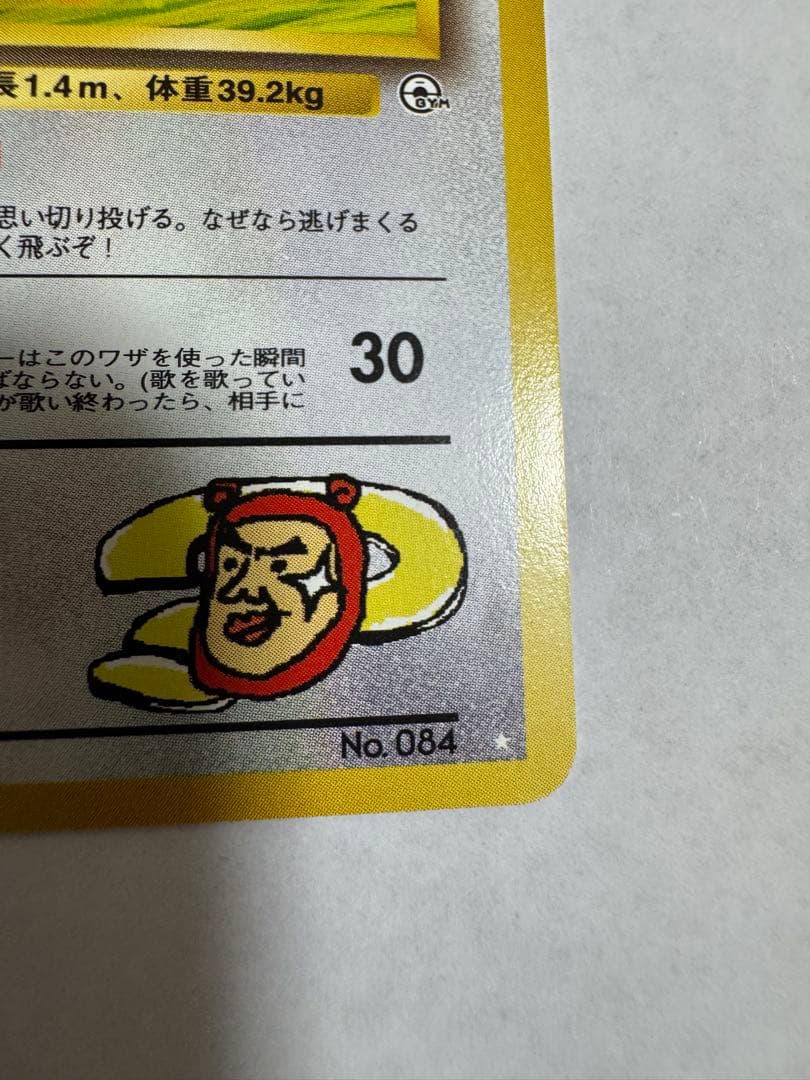 長1.4m、体重39.2kg
GYM
思い切り投げる。なぜなら逃げまくる
く飛ぶぞ！
ーはこのワザを使った瞬間
ばならない。(歌を歌ってい
が歌い終わったら、相手に
30
No. 084